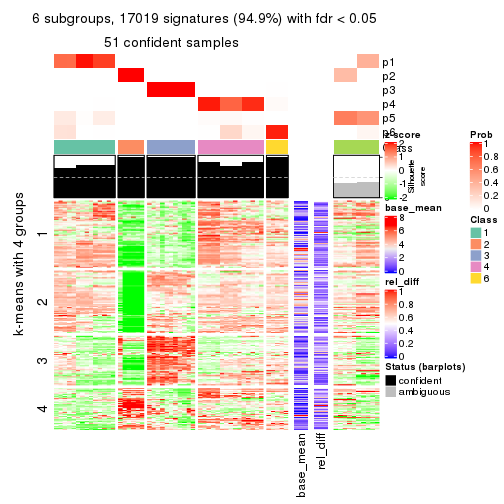 6 subgroups, 17019 signatures (94.9%) with fdr < 0.05
51 confident samples
p1
p2
p3
p4
p5
p6
Class
Silhouette
score
k-means with 4 groups
1
2
3
4
base_mean
rel_diff
z-score
2
1
0
-1
-2
base_mean
8
6
4
2
0
rel_diff
1
0.8
0.6
0.4
0.2
0
Status (barplots)
confident
ambiguous
Prob
1
0.8
0.6
0.4
0.2
0
Class
1
2
3
4
5
6